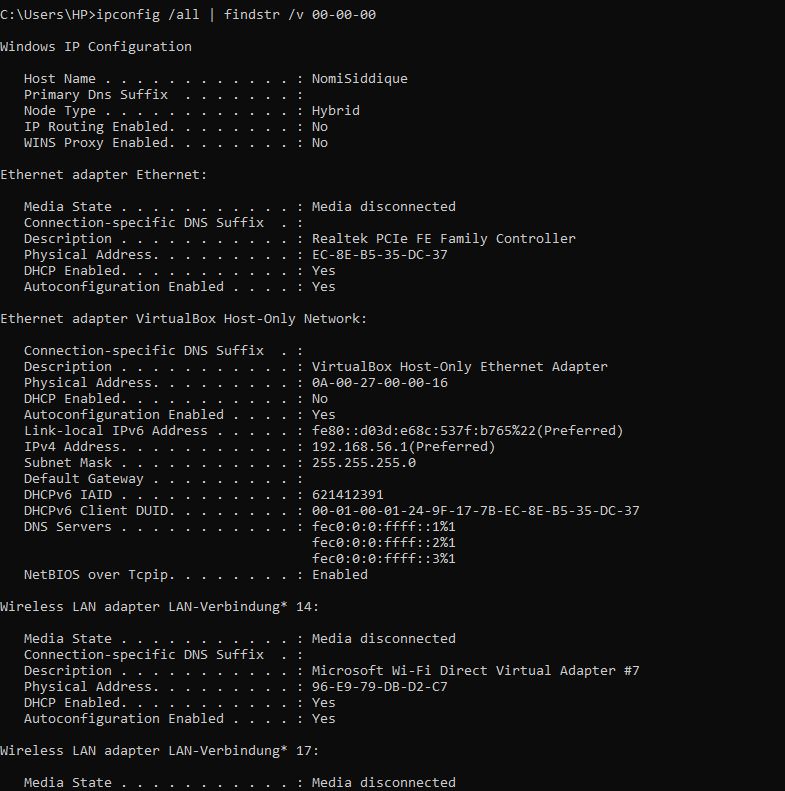 C:\Users\HP>ipconfig /all | findstr /v 00-00-00
Windows IP Configuration
Host Name . . . . . . . . . . . . : NomiSiddique
Primary Dns Suffix  . . . . . . . :
Node Type . . . . . . . . . . . . : Hybrid
IP Routing Enabled. . . . . . . . : No
WINS Proxy Enabled. . . . . . . . : No
Ethernet adapter Ethernet:
Media State . . . . . . . . . . . : Media disconnected
Connection-specific DNS Suffix  . :
Description . . . . . . . . . . . : Realtek PCIe FE Family Controller
Physical Address. . . . . . . . . : EC-8E-B5-35-DC-37
DHCP Enabled. . . . . . . . . . . : Yes
Autoconfiguration Enabled . . . . : Yes
Ethernet adapter VirtualBox Host-Only Network:
Connection-specific DNS Suffix  . :
Description . . . . . . . . . . . : VirtualBox Host-Only Ethernet Adapter
Physical Address. . . . . . . . . : 0A-00-27-00-00-16
DHCP Enabled. . . . . . . . . . . : No
Autoconfiguration Enabled . . . . : Yes
Link-local IPv6 Address . . . . . : fe80::d03d:e68c:537f:b765%22(Preferred)
IPv4 Address. . . . . . . . . . . : 192.168.56.1(Preferred)
Subnet Mask . . . . . . . . . . . : 255.255.255.0
Default Gateway . . . . . . . . . :
DHCPv6 IAID . . . . . . . . . . . : 621412391
DHCPv6 Client DUID. . . . . . . . : 00-01-00-01-24-9F-17-7B-EC-8E-B5-35-DC-37
DNS Servers . . . . . . . . . . . : fec0:0:0:ffff::1%1
fec0:0:0:ffff::2%1
fec0:0:0:ffff::3%1
NetBIOS over Tcpip. . . . . . . . : Enabled
Wireless LAN adapter LAN-Verbindung* 14:
Media State . . . . . . . . . . . : Media disconnected
Connection-specific DNS Suffix  . :
Description . . . . . . . . . . . : Microsoft Wi-Fi Direct Virtual Adapter #7
Physical Address. . . . . . . . . : 96-E9-79-DB-D2-C7
DHCP Enabled. . . . . . . . . . . : Yes
Autoconfiguration Enabled . . . . : Yes
Wireless LAN adapter LAN-Verbindung* 17:
Media State . . . . . . . . . . . : Media disconnected